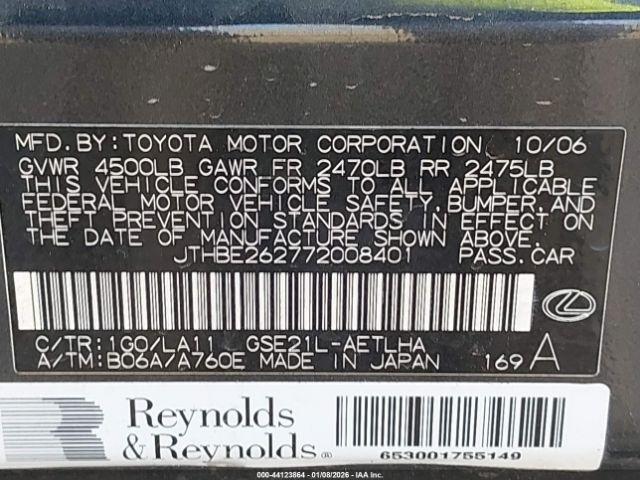 MFD.BY:TOYOTA MOTOR CORPORATION 10/06
GVWR 4500LB GAWR FR 2470LB RR 2475LB
THIS VEHICLE CONFORMS TO ALL APPLICABLE
FEDERAL MOTOR VEHICLE SAFETY,BUMPER,AND
THEFT PREVENTION STANDARDS IN EFFECT ON
THE DATE OF MANUFACTURE SHOWN ABOVE.
JTHBE262772008401 PASS.CAR
C/TR:1G0/LA11 GSE21L-AETLHA
A/TM:B06A/A760E MADE IN JAPAN 169 A
R Reynolds
& Reynolds ®
653001755149
000-44123864 | 01/08/2026 | © IAA Inc.